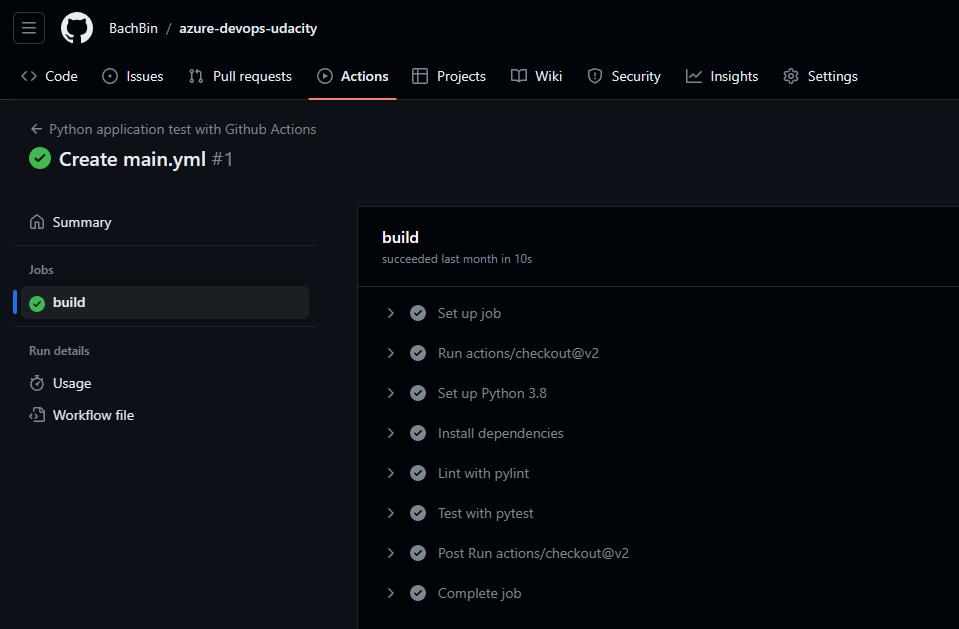 BachBin / azure-devops-udacity
Code Issues Pull requests Actions Projects Wiki Security Insights Settings
Python application test with Github Actions
Create main.yml #1
Summary
Jobs
build
Run details
Usage
Workflow file
build
succeeded last month in 10s
Set up job
Run actions/checkout@v2
Set up Python 3.8
Install dependencies
Lint with pylint
Test with pytest
Post Run actions/checkout@v2
Complete job